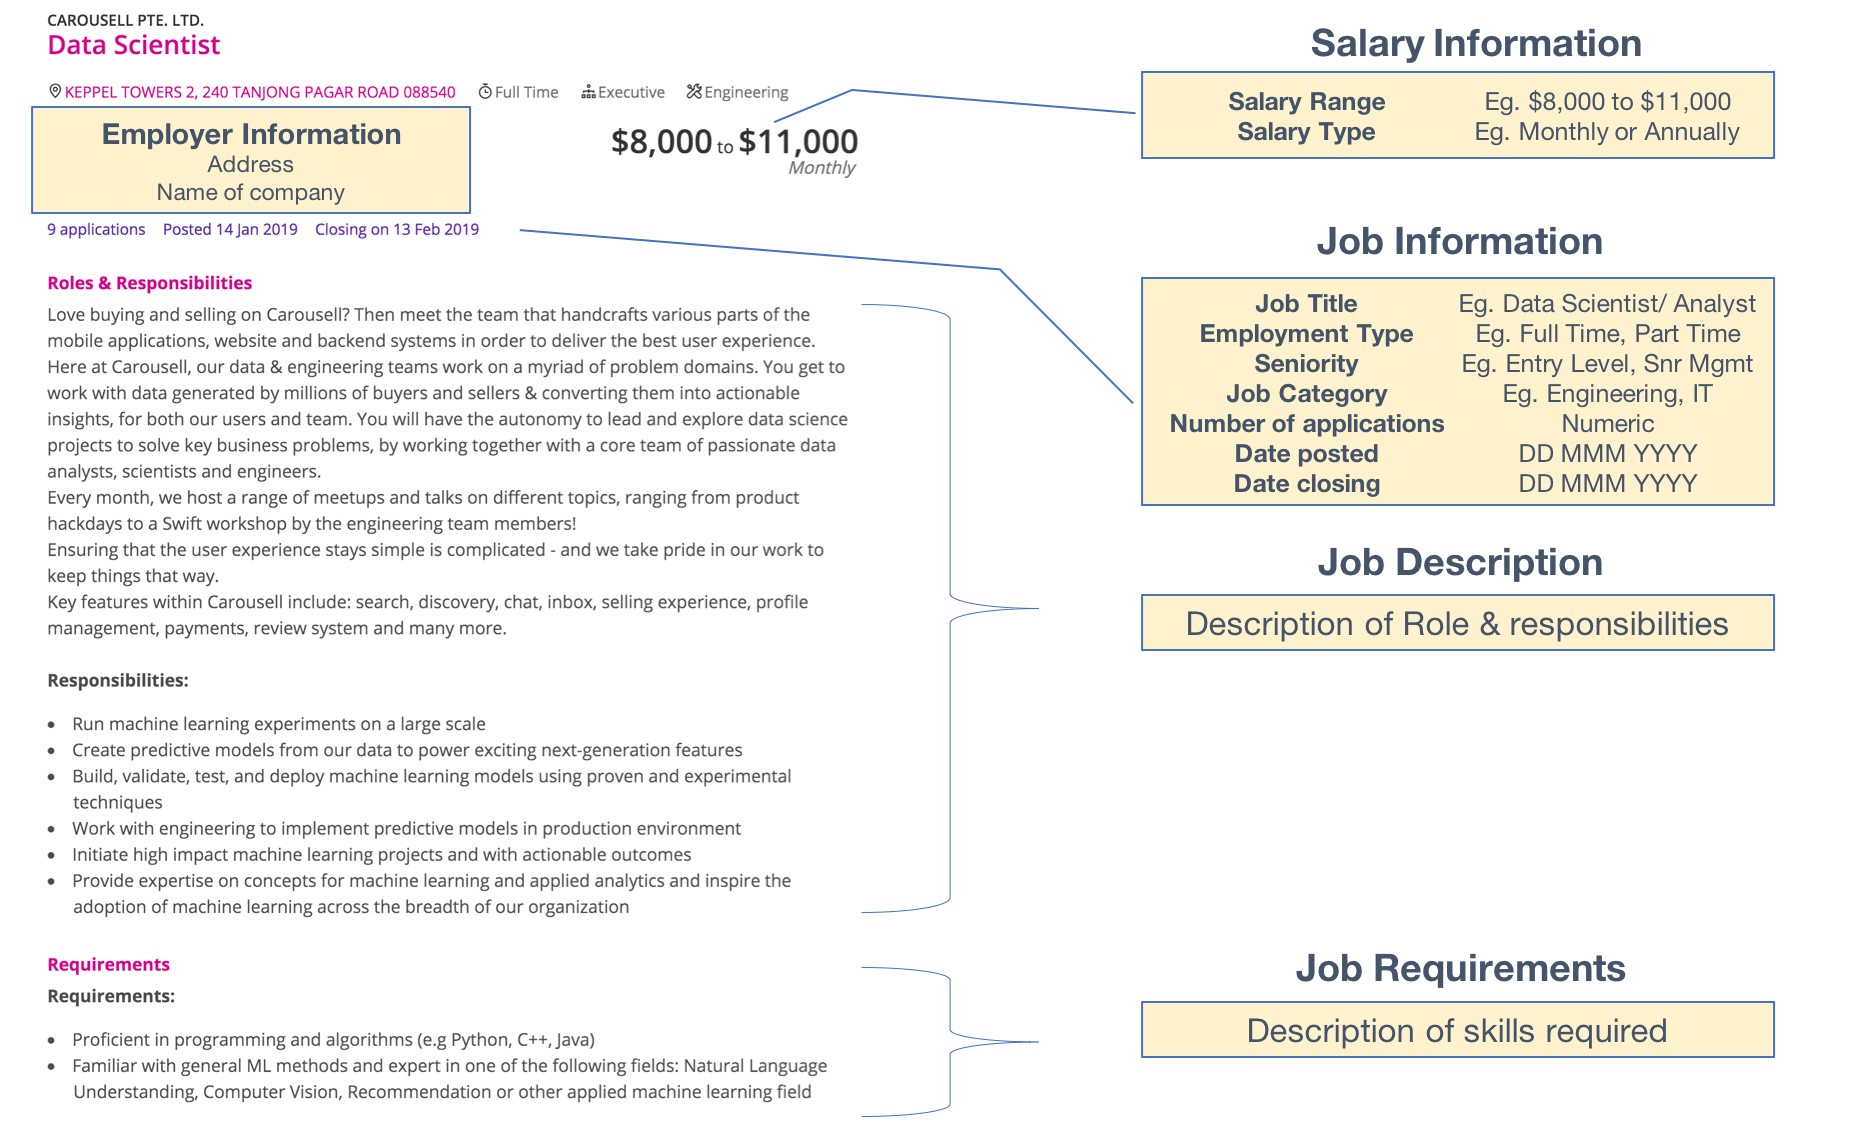 CAROUSELL PTE. LTD.
Data Scientist
KEPPEL TOWERS 2, 240 TANJONG PAGAR ROAD 088540 Full Time Executive Engineering
Employer Information
Address
Name of company
$8,000 to $11,000
Monthly
9 applications Posted 14 Jan 2019 Closing on 13 Feb 2019
Roles & Responsibilities
Love buying and selling on Carousell? Then meet the team that handcrafts various parts of the
mobile applications, website and backend systems in order to deliver the best user experience.
Here at Carousell, our data & engineering teams work on a myriad of problem domains. You get to
work with data generated by millions of buyers and sellers & converting them into actionable
insights, for both our users and team. You will have the autonomy to lead and explore data science
projects to solve key business problems, by working together with a core team of passionate data
analysts, scientists and engineers.
Every month, we host a range of meetups and talks on different topics, ranging from product
hackdays to a Swift workshop by the engineering team members!
Ensuring that the user experience stays simple is complicated - and we take pride in our work to
keep things that way.
Key features within Carousell include: search, discovery, chat, inbox, selling experience, profile
management, payments, review system and many more.
Responsibilities:
• Run machine learning experiments on a large scale
• Create predictive models from our data to power exciting next-generation features
• Build, validate, test, and deploy machine learning models using proven and experimental
techniques
• Work with engineering to implement predictive models in production environment
• Initiate high impact machine learning projects and with actionable outcomes
• Provide expertise on concepts for machine learning and applied analytics and inspire the
adoption of machine learning across the breadth of our organization
Requirements
Requirements:
• Proficient in programming and algorithms (e.g Python, C++, Java)
• Familiar with general ML methods and expert in one of the following fields: Natural Language
Understanding, Computer Vision, Recommendation or other applied machine learning field
Salary Information
Salary Range Eg. $8,000 to $11,000
Salary Type Eg. Monthly or Annually
Job Information
Job Title Eg. Data Scientist/ Analyst
Employment Type Eg. Full Time, Part Time
Seniority Eg. Entry Level, Snr Mgmt
Job Category Eg. Engineering, IT
Number of applications Numeric
Date posted DD MMM YYYY
Date closing DD MMM YYYY
Job Description
Description of Role & responsibilities
Job Requirements
Description of skills required